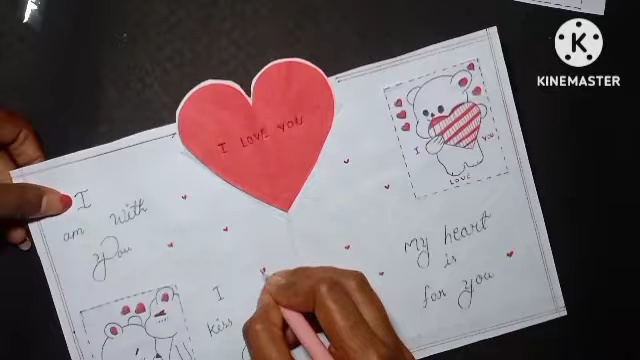 KINEMASTER
I LOVE YOU
I
LOVE
YOU
I
am with
You
My heart
is
for you
I
kiss